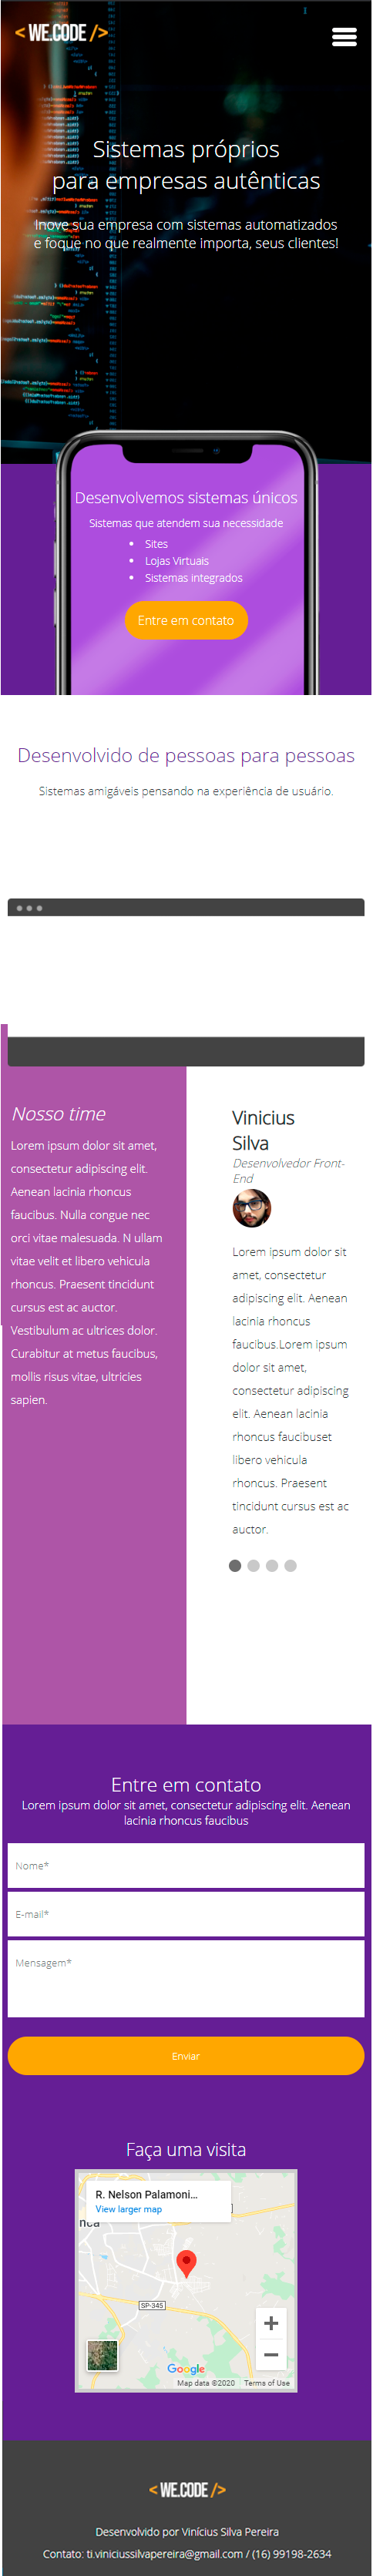 < WE.CODE />
Sistemas próprios
para empresas autênticas
Inove sua empresa com sistemas automatizados
e foque no que realmente importa, seus clientes!
Desenvolvemos sistemas únicos
Sistemas que atendem sua necessidade
• Sites
• Lojas Virtuais
• Sistemas integrados
Entre em contato
Desenvolvido de pessoas para pessoas
Sistemas amigáveis pensando na experiência de usuário.
Nosso time
Lorem ipsum dolor sit amet,
consectetur adipiscing elit.
Aenean lacinia rhoncus
faucibus. Nulla congue nec
orci vitae malesuada. N ullam
vitae velit et libero vehicula
rhoncus. Praesent tincidunt
cursus est ac auctor.
Vestibulum ac ultrices dolor.
Curabitur at metus faucibus,
mollis risus vitae, ultricies
sapien.
Vinicius
Silva
Desenvolvedor Front-
End
Lorem ipsum dolor sit
amet, consectetur
adipiscing elit. Aenean
lacinia rhoncus
faucibus.Lorem ipsum
dolor sit amet,
consectetur adipiscing
elit. Aenean lacinia
rhoncus faucibuset
libero vehicula
rhoncus. Praesent
tincidunt cursus est ac
auctor.
Entre em contato
Lorem ipsum dolor sit amet, consectetur adipiscing elit. Aenean
lacinia rhoncus faucibus
Nome*
E-mail*
Mensagem*
Enviar
Faça uma visita
R. Nelson Palamoni...
View larger map
nca
SP-345
Google
Map data ©2020 Terms of Use
< WE.CODE />
Desenvolvido por Vinícius Silva Pereira
Contato: ti.viniciussilvapereira@gmail.com / (16) 99198-2634